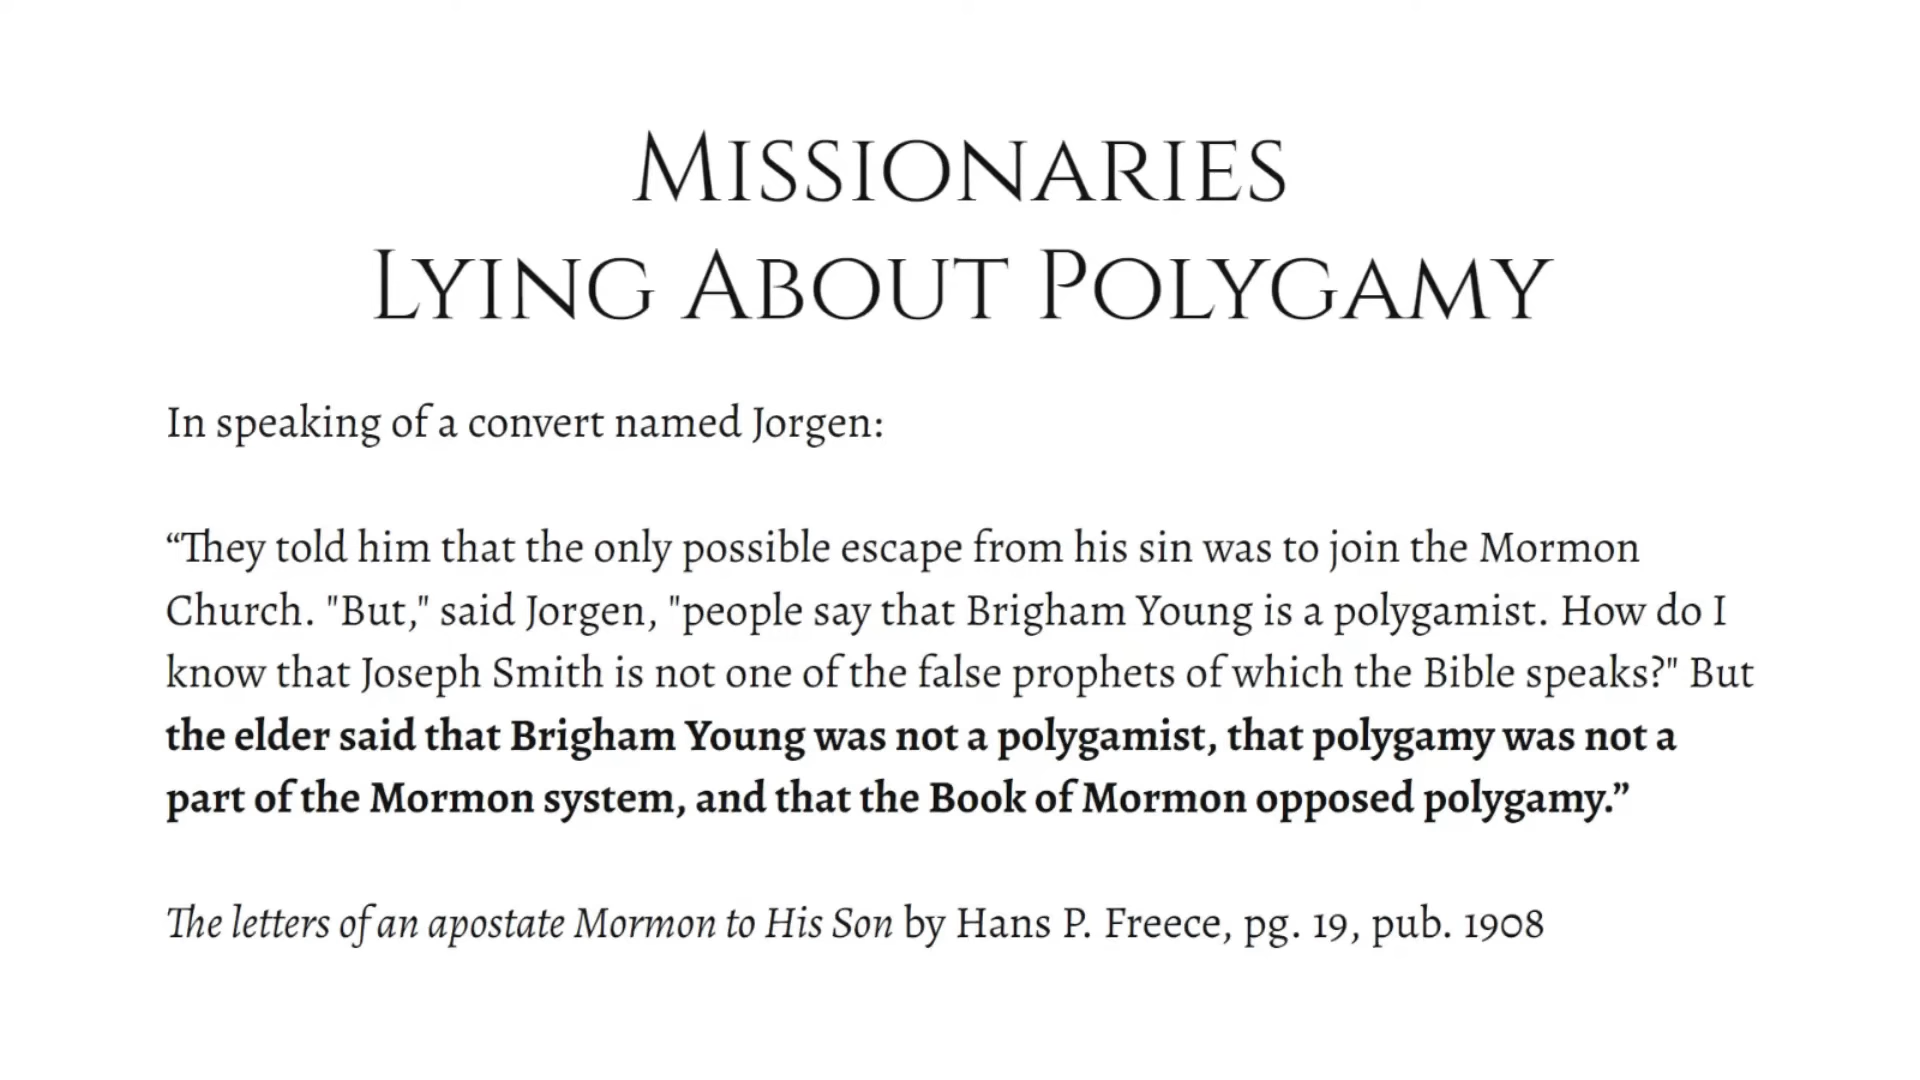 Missionaries
Lying About Polygamy
In speaking of a convert named Jorgen:
“They told him that the only possible escape from his sin was to join the Mormon
Church. "But," said Jorgen, "people say that Brigham Young is a polygamist. How do I
know that Joseph Smith is not one of the false prophets of which the Bible speaks?" But
the elder said that Brigham Young was not a polygamist, that polygamy was not a
part of the Mormon system, and that the Book of Mormon opposed polygamy.”
The letters of an apostate Mormon to His Son by Hans P. Freece, pg. 19, pub. 1908